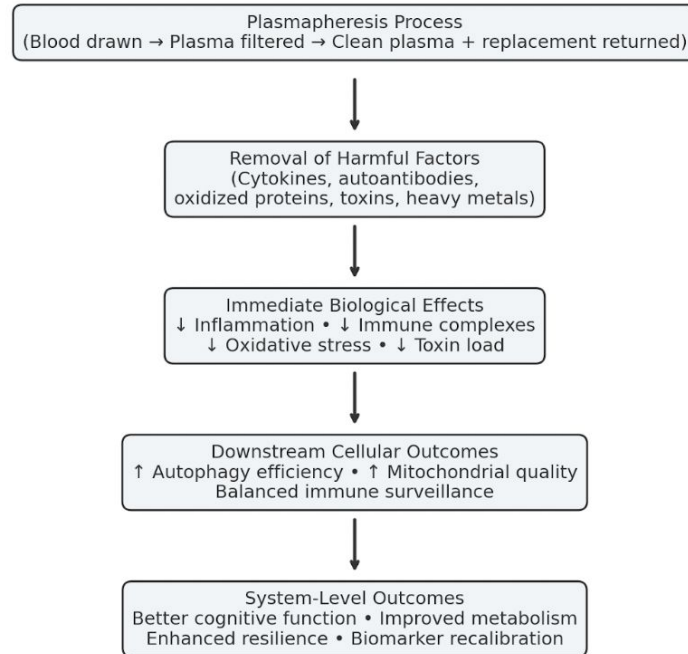 Plasmapheresis Process
(Blood drawn → Plasma filtered → Clean plasma + replacement returned)
Removal of Harmful Factors
(Cytokines, autoantibodies,
oxidized proteins, toxins, heavy metals)
Immediate Biological Effects
↓ Inflammation • ↓ Immune complexes
↓ Oxidative stress • ↓ Toxin load
Downstream Cellular Outcomes
↑ Autophagy efficiency • ↑ Mitochondrial quality
Balanced immune surveillance
System-Level Outcomes
Better cognitive function • Improved metabolism
Enhanced resilience • Biomarker recalibration